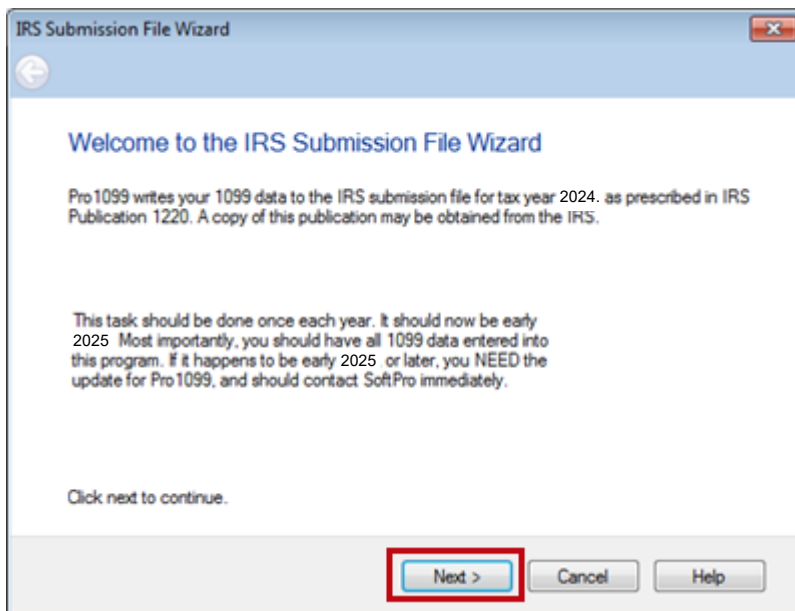 IRS Submission File Wizard
Welcome to the IRS Submission File Wizard
Pro1099 writes your 1099 data to the IRS submission file for tax year 2024. as prescribed in IRS
Publication 1220. A copy of this publication may be obtained from the IRS.
This task should be done once each year. It should now be early
2025 Most importantly, you should have all 1099 data entered into
this program. If it happens to be early 2025 or later, you NEED the
update for Pro1099, and should contact SoftPro immediately.
Click next to continue.
Next > Cancel Help